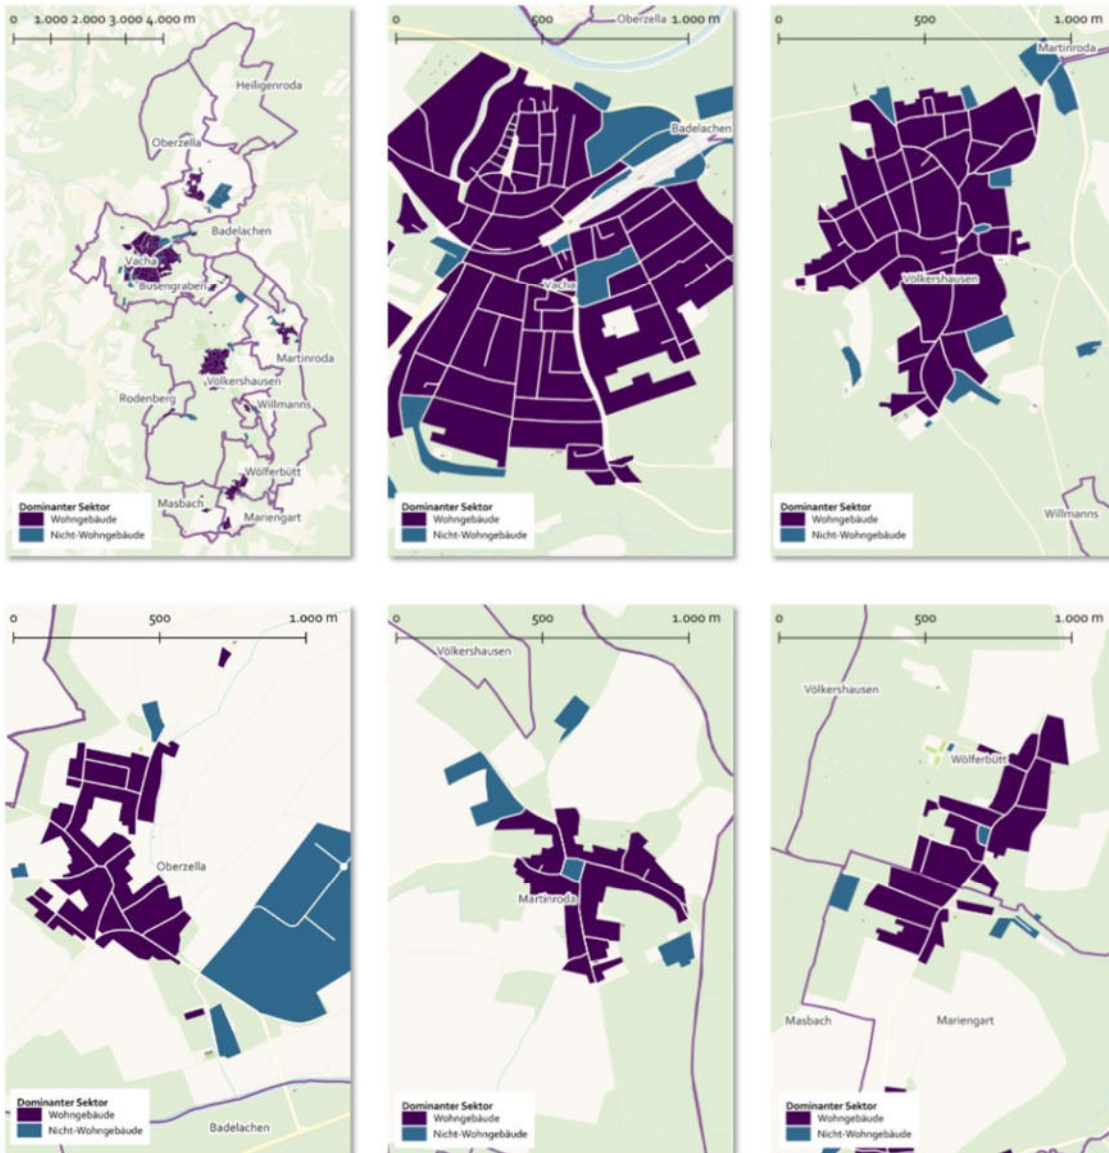 0 1.000 2.000 3.000 4.000 m
Heiligenroda
Oberzella
Badelachen
Vacha
Busengraben
Martinroda
Völkershausen
Rodenberg
Willmanns
Wölferbütt
Masbach
Mariengart
Dominanter Sektor
Wohngebäude
Nicht-Wohngebäude
0 500 1.000 m
Oberzella
Badelachen
Vacha
Dominanter Sektor
Wohngebäude
Nicht-Wohngebäude
0 500 1.000 m
Martinroda
Völkershausen
Willmanns
Dominanter Sektor
Wohngebäude
Nicht-Wohngebäude
0 500 1.000 m
Oberzella
Badelachen
Dominanter Sektor
Wohngebäude
Nicht-Wohngebäude
0 500 1.000 m
Völkershausen
Martinroda
Dominanter Sektor
Wohngebäude
Nicht-Wohngebäude
0 500 1.000 m
Völkershausen
Wölferbütt
Masbach
Mariengart
Dominanter Sektor
Wohngebäude
Nicht-Wohngebäude